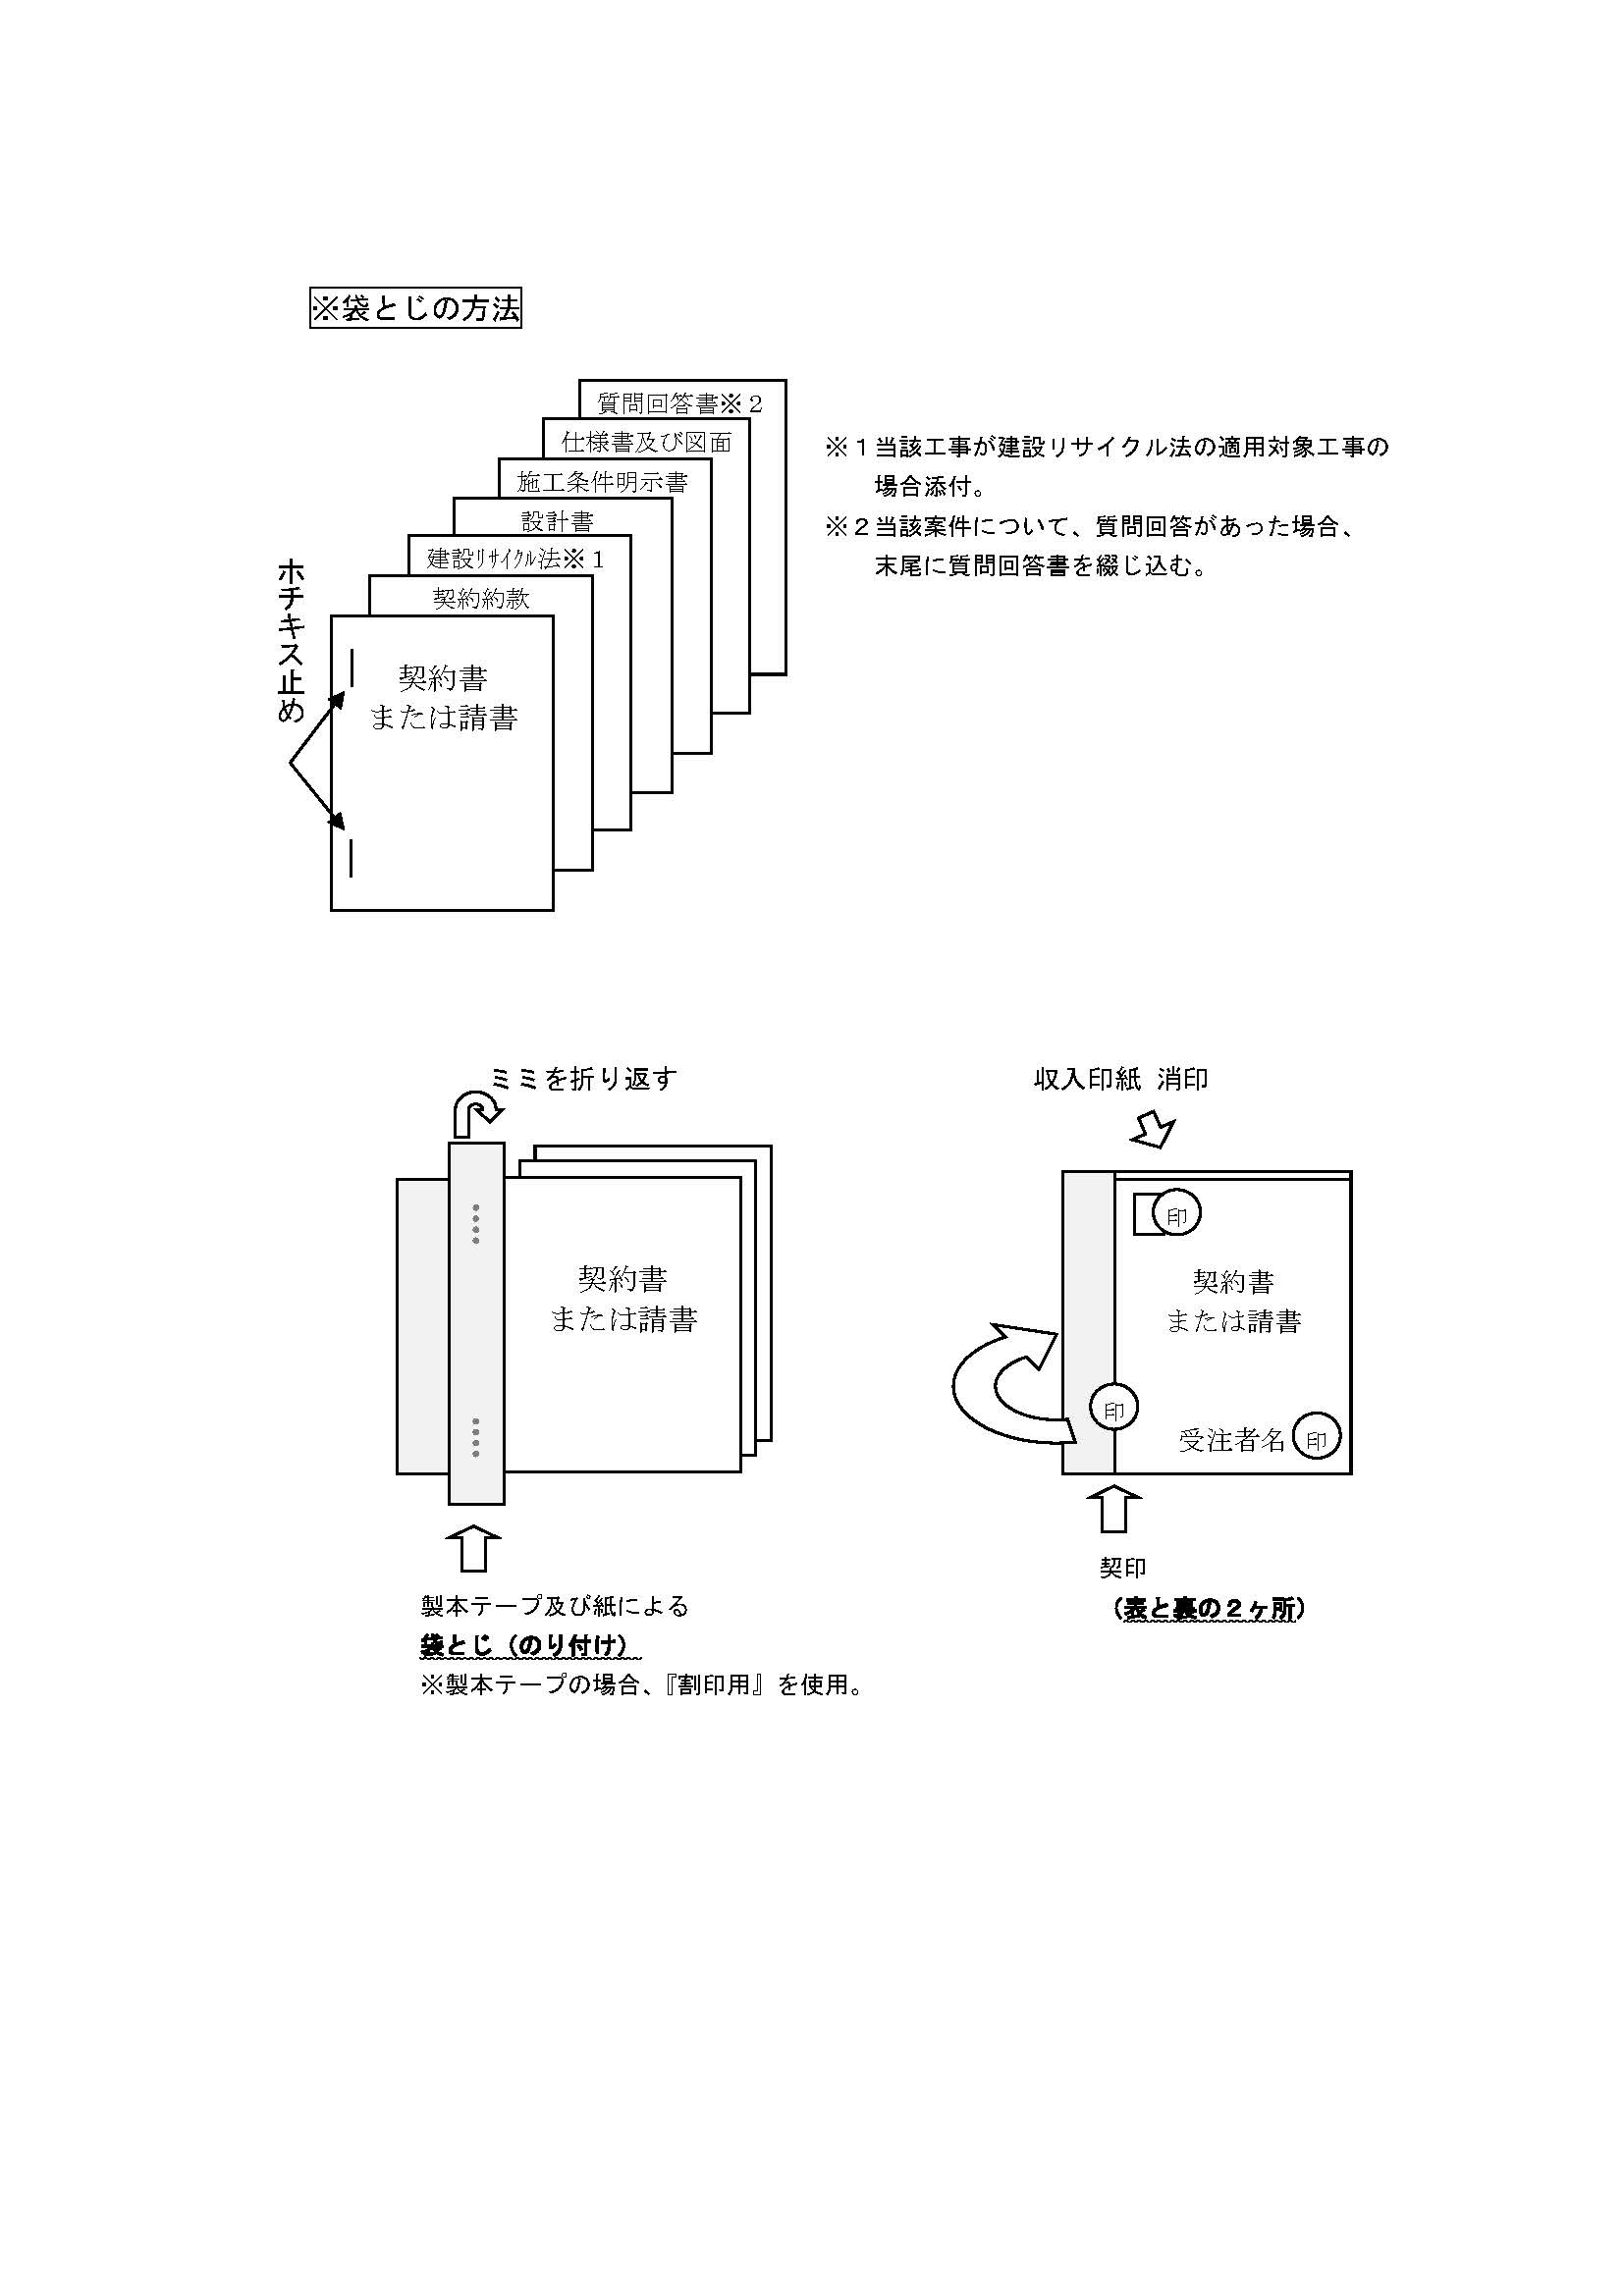 ※袋とじの方法
質問回答書※２
仕様書及び図面
施工条件明示書
設計書
建設ﾘｻｲｸﾙ法※１
契約約款
契約書
または請書
ホチキス止め
※１当該工事が建設リサイクル法の適用対象工事の
場合添付。
※２当該案件について、質問回答があった場合、
末尾に質問回答書を綴じ込む。
ミミを折り返す
契約書
または請書
製本テープ及び紙による
袋とじ（のり付け）
※製本テープの場合、『割印用』を使用。
収入印紙 消印
印
契約書
または請書
印
受注者名
印
契印
（表と裏の２ヶ所）